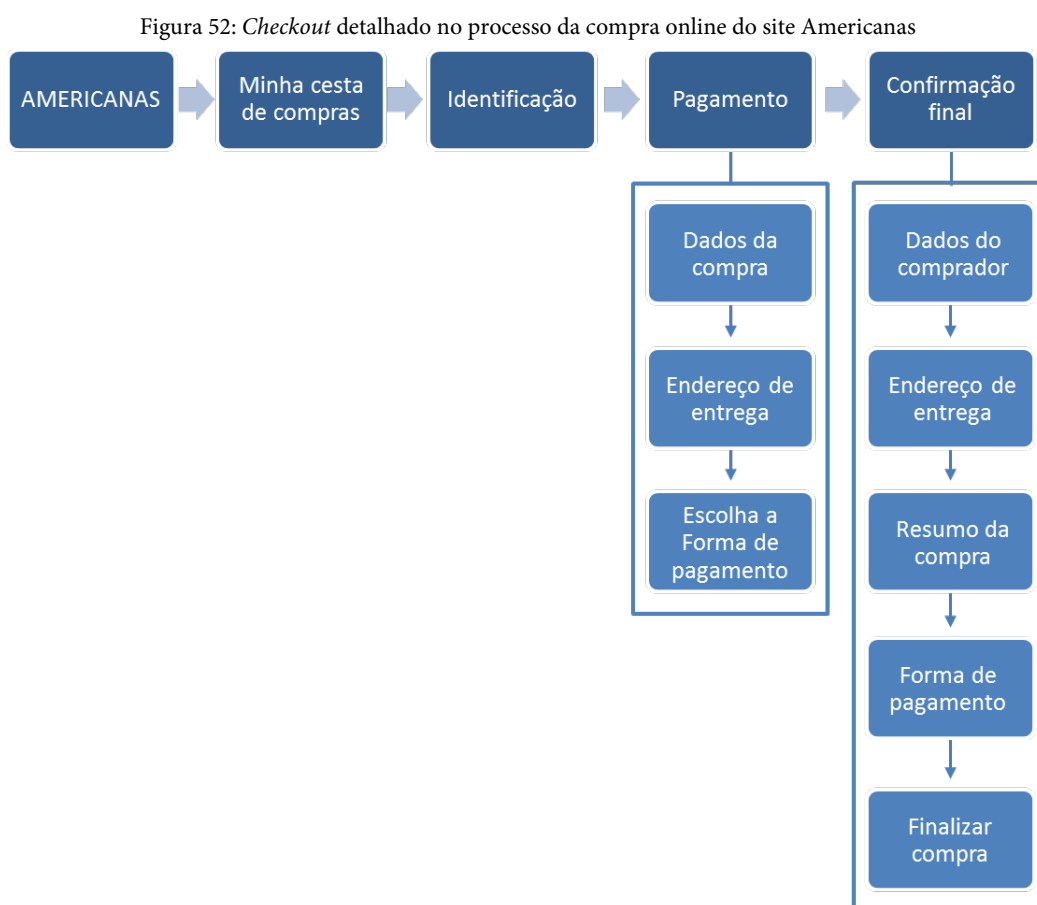 Figura 52: Checkout detalhado no processo da compra online do site Americanas
AMERICANAS
Minha cesta
de compras
Identificação
Pagamento
Confirmação
final
Dados da
compra
Endereço de
entrega
Escolha a
Forma de
pagamento
Dados do
comprador
Endereço de
entrega
Resumo da
compra
Forma de
pagamento
Finalizar
compra